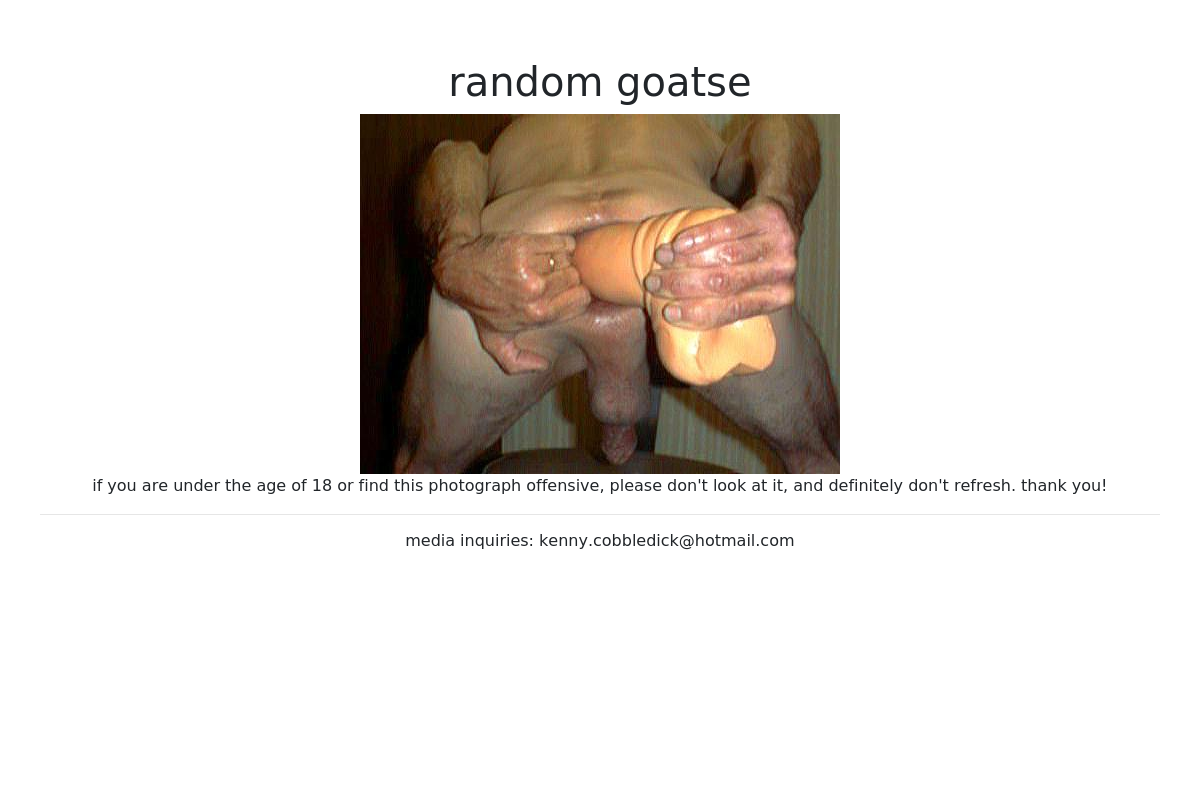 random goatse
if you are under the age of 18 or find this photograph offensive, please don't look at it, and definitely don't refresh. thank you!
media inquiries: kenny.cobbledick@hotmail.com